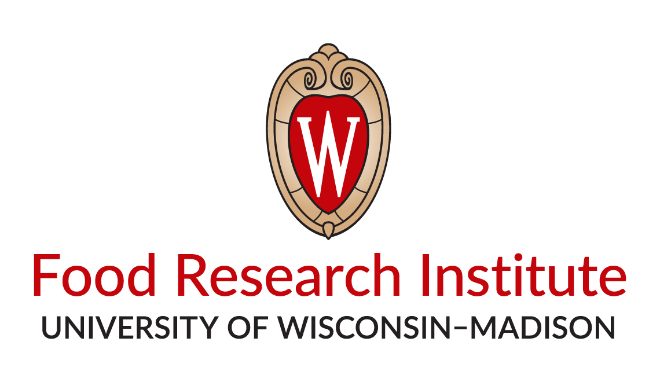 W
Food Research Institute
UNIVERSITY OF WISCONSIN–MADISON